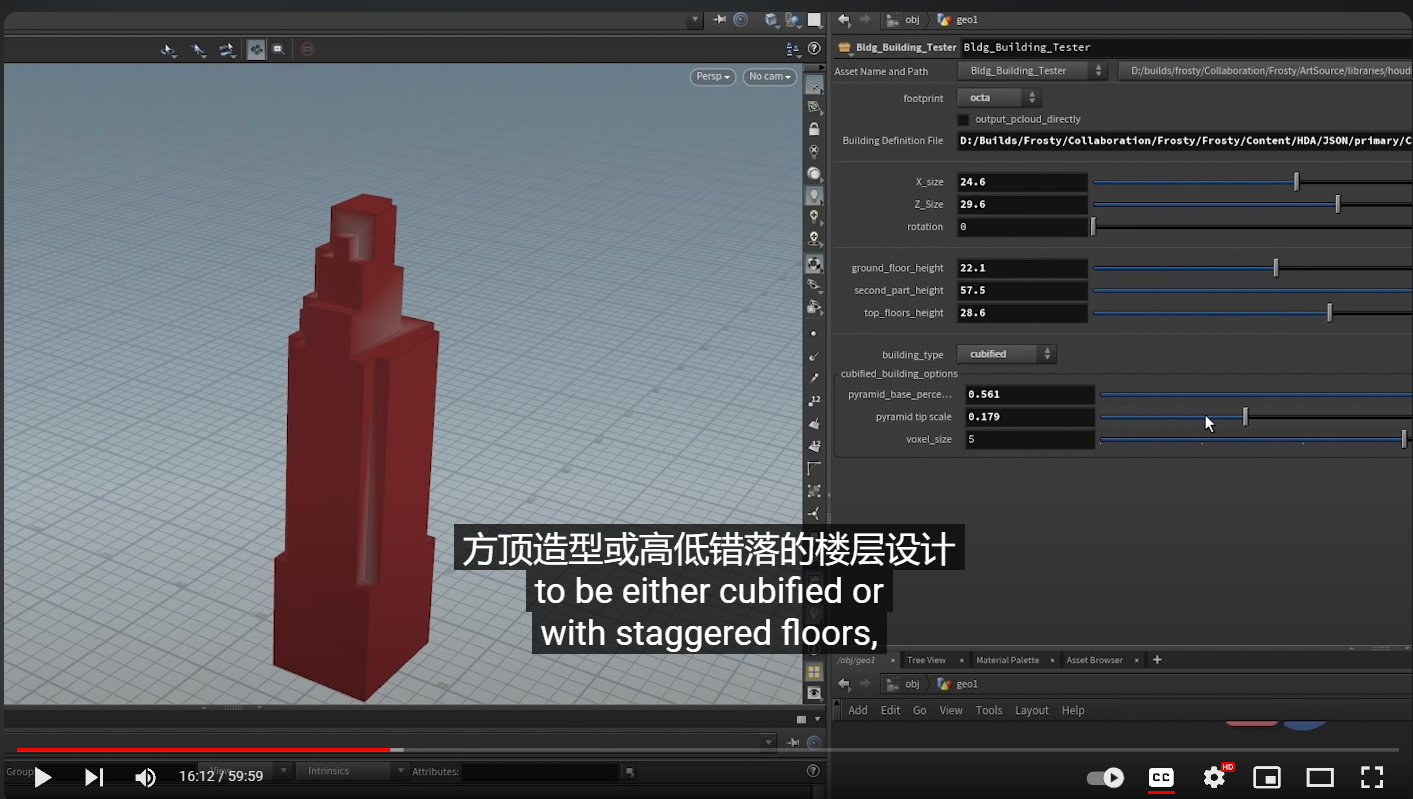 obj
geo1
Bldg_Building_Tester
Bldg_Building_Tester
Persp
No cam
Asset Name and Path
Bldg_Building_Tester
D:/builds/frosty/Collaboration/Frosty/ArtSource/libraries/houd
footprint
octa
output_pcloud_directly
Building Definition File
D:/Builds/Frosty/Collaboration/Frosty/Frosty/Content/HDA/JSON/primary/C
X_size
24.6
Z_Size
29.6
rotation
0
ground_floor_height
22.1
second_part_height
57.5
top_floors_height
28.6
building_type
cubified
cubified_building_options
pyramid_base_perce...
0.561
pyramid tip scale
0.179
voxel_size
5
12
方顶造型或高低错落的楼层设计
to be either cubified or
with staggered floors,
/obj/geo1
Tree View
Material Palette
Asset Browser
obj
geo1
Add
Edit
Go
View
Tools
Layout
Help
Group
View
Intrinsics
Attributes:
16:12 / 59:59
CC
HD